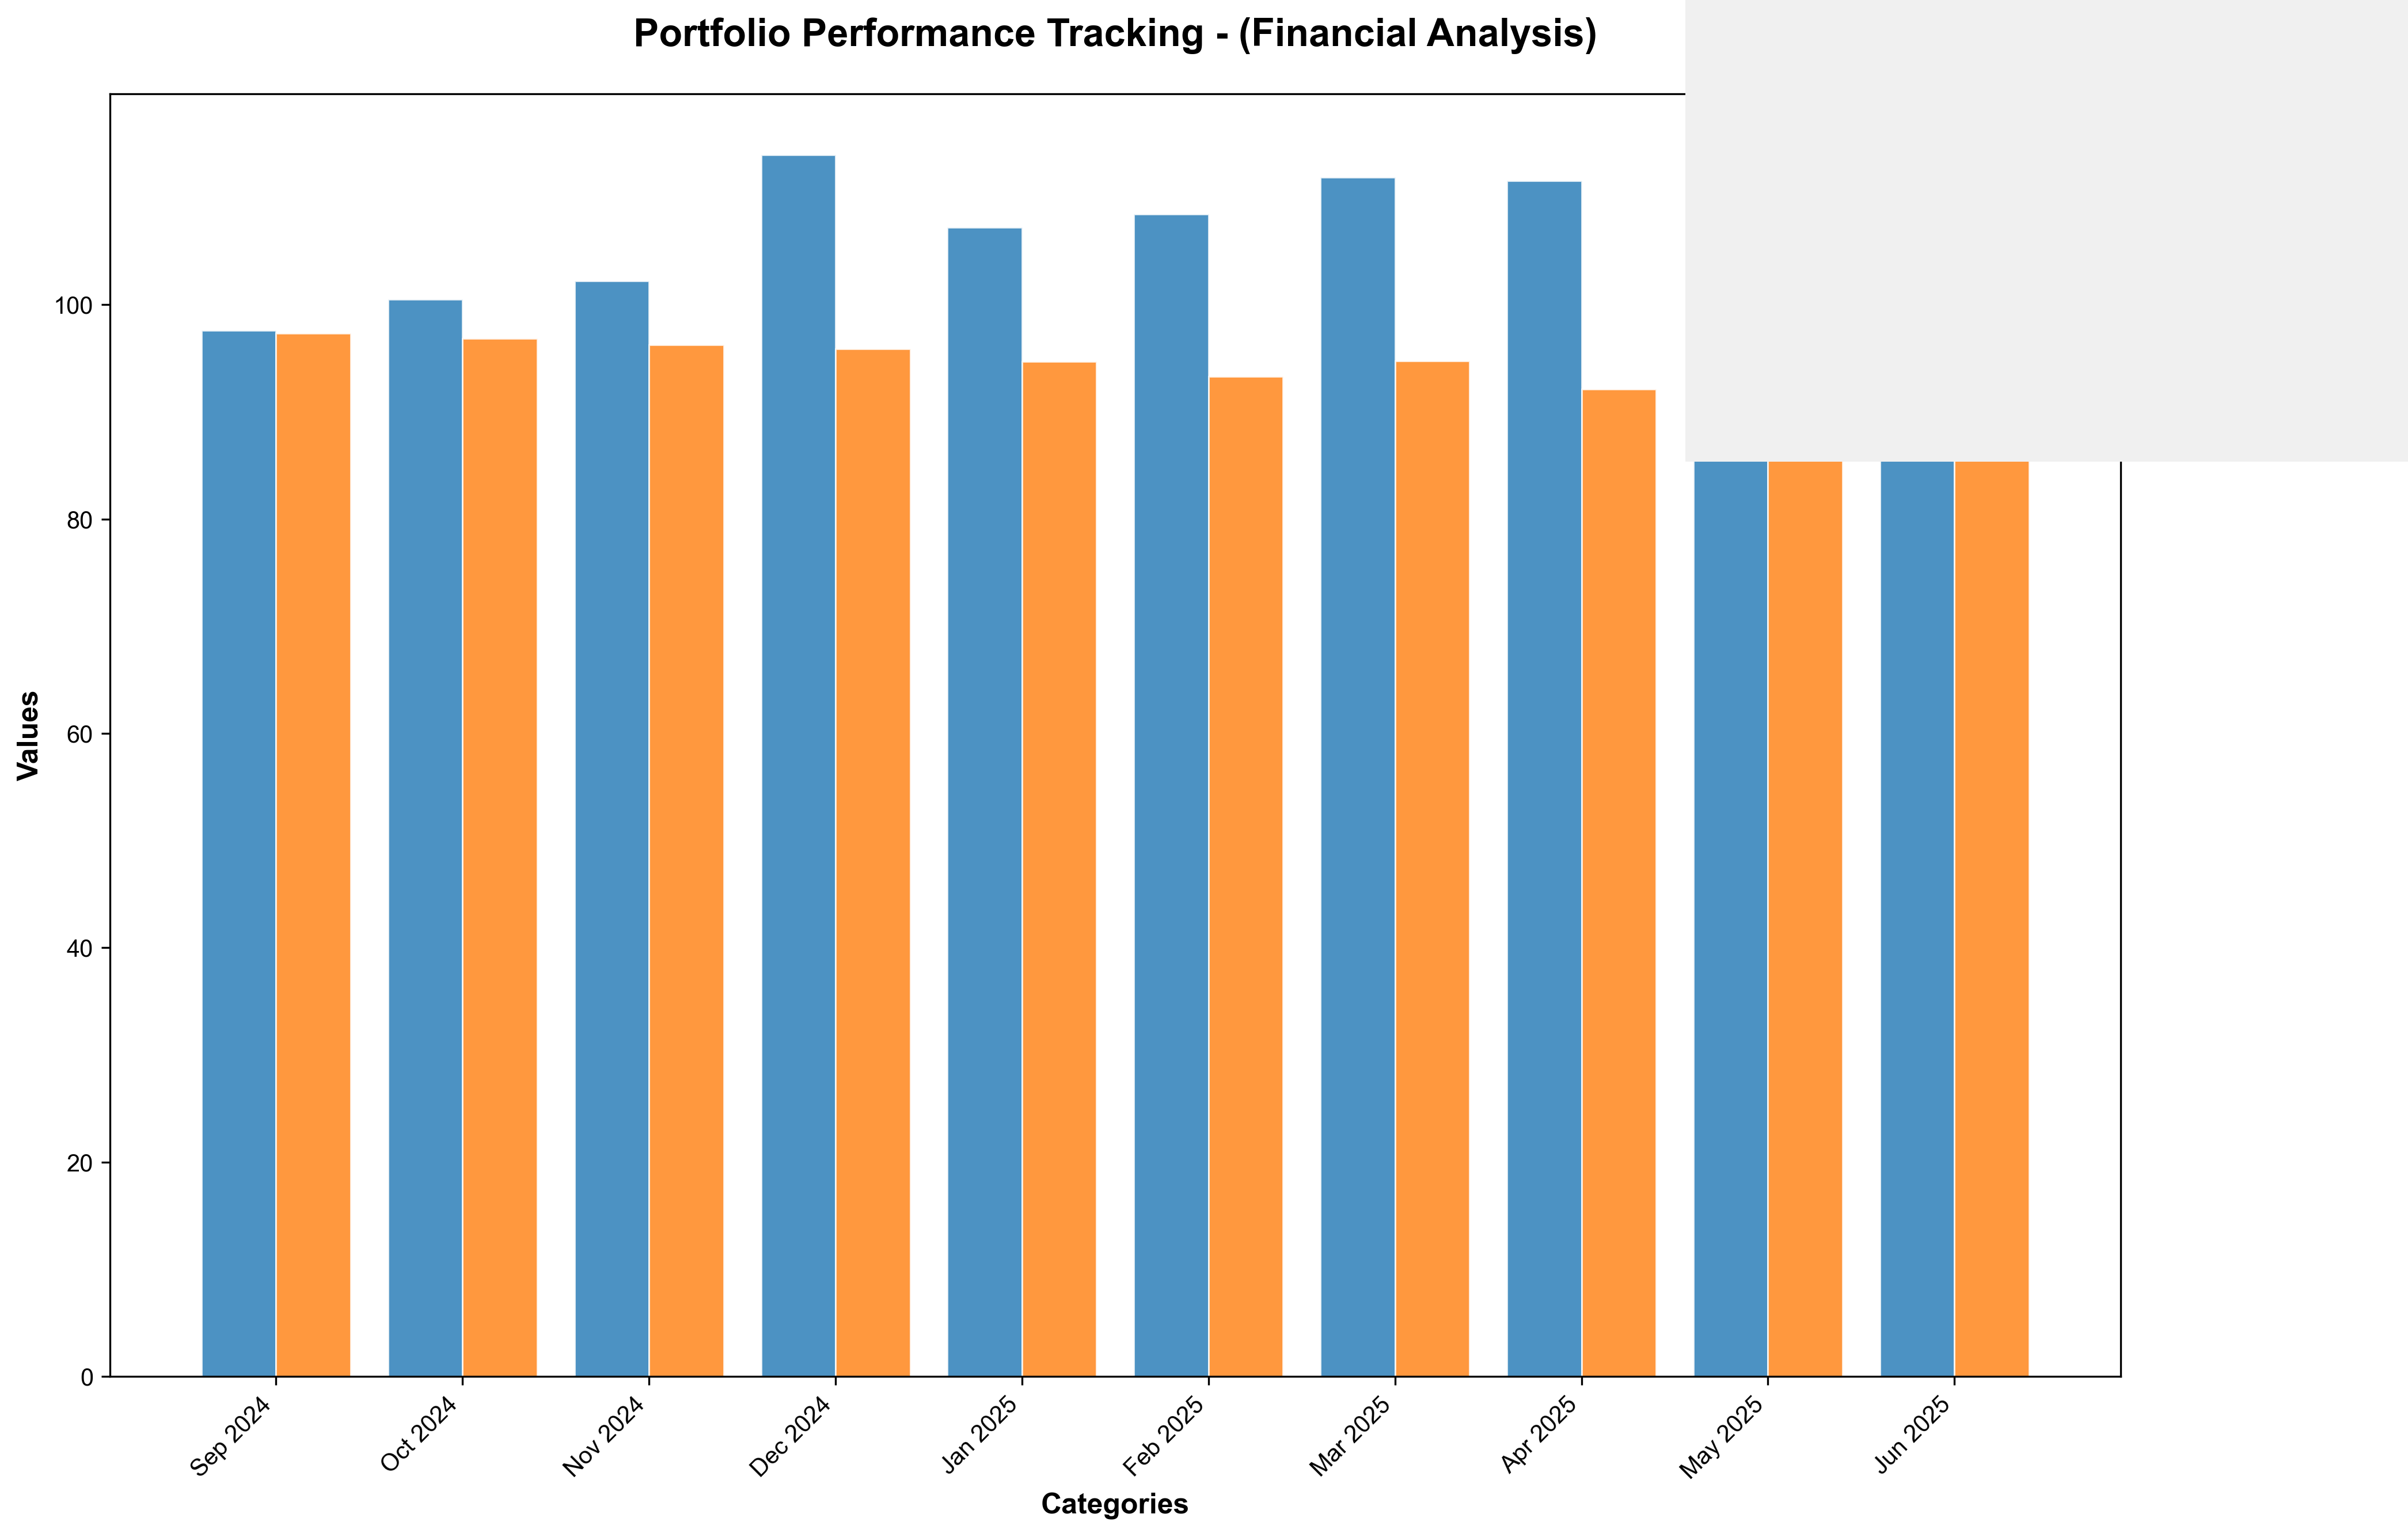 Portfolio Performance Tracking - (Financial Analysis)
100
80
60
40
20
0
Values
Sep 2024
Oct 2024
Nov 2024
Dec 2024
Jan 2025
Feb 2025
Mar 2025
Apr 2025
May 2025
Jun 2025
Categories